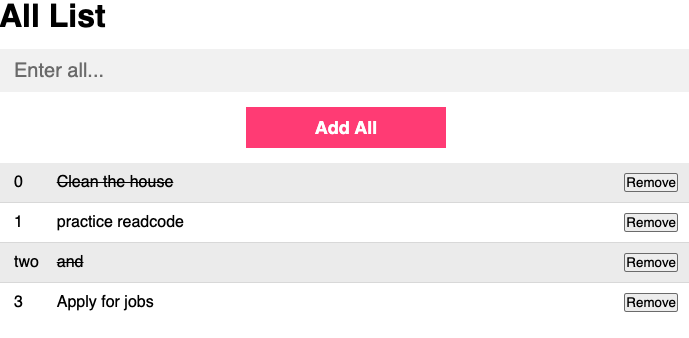 All List
Enter all...
Add All
0 Clean the house Remove
1 practice readcode Remove
two and Remove
3 Apply for jobs Remove